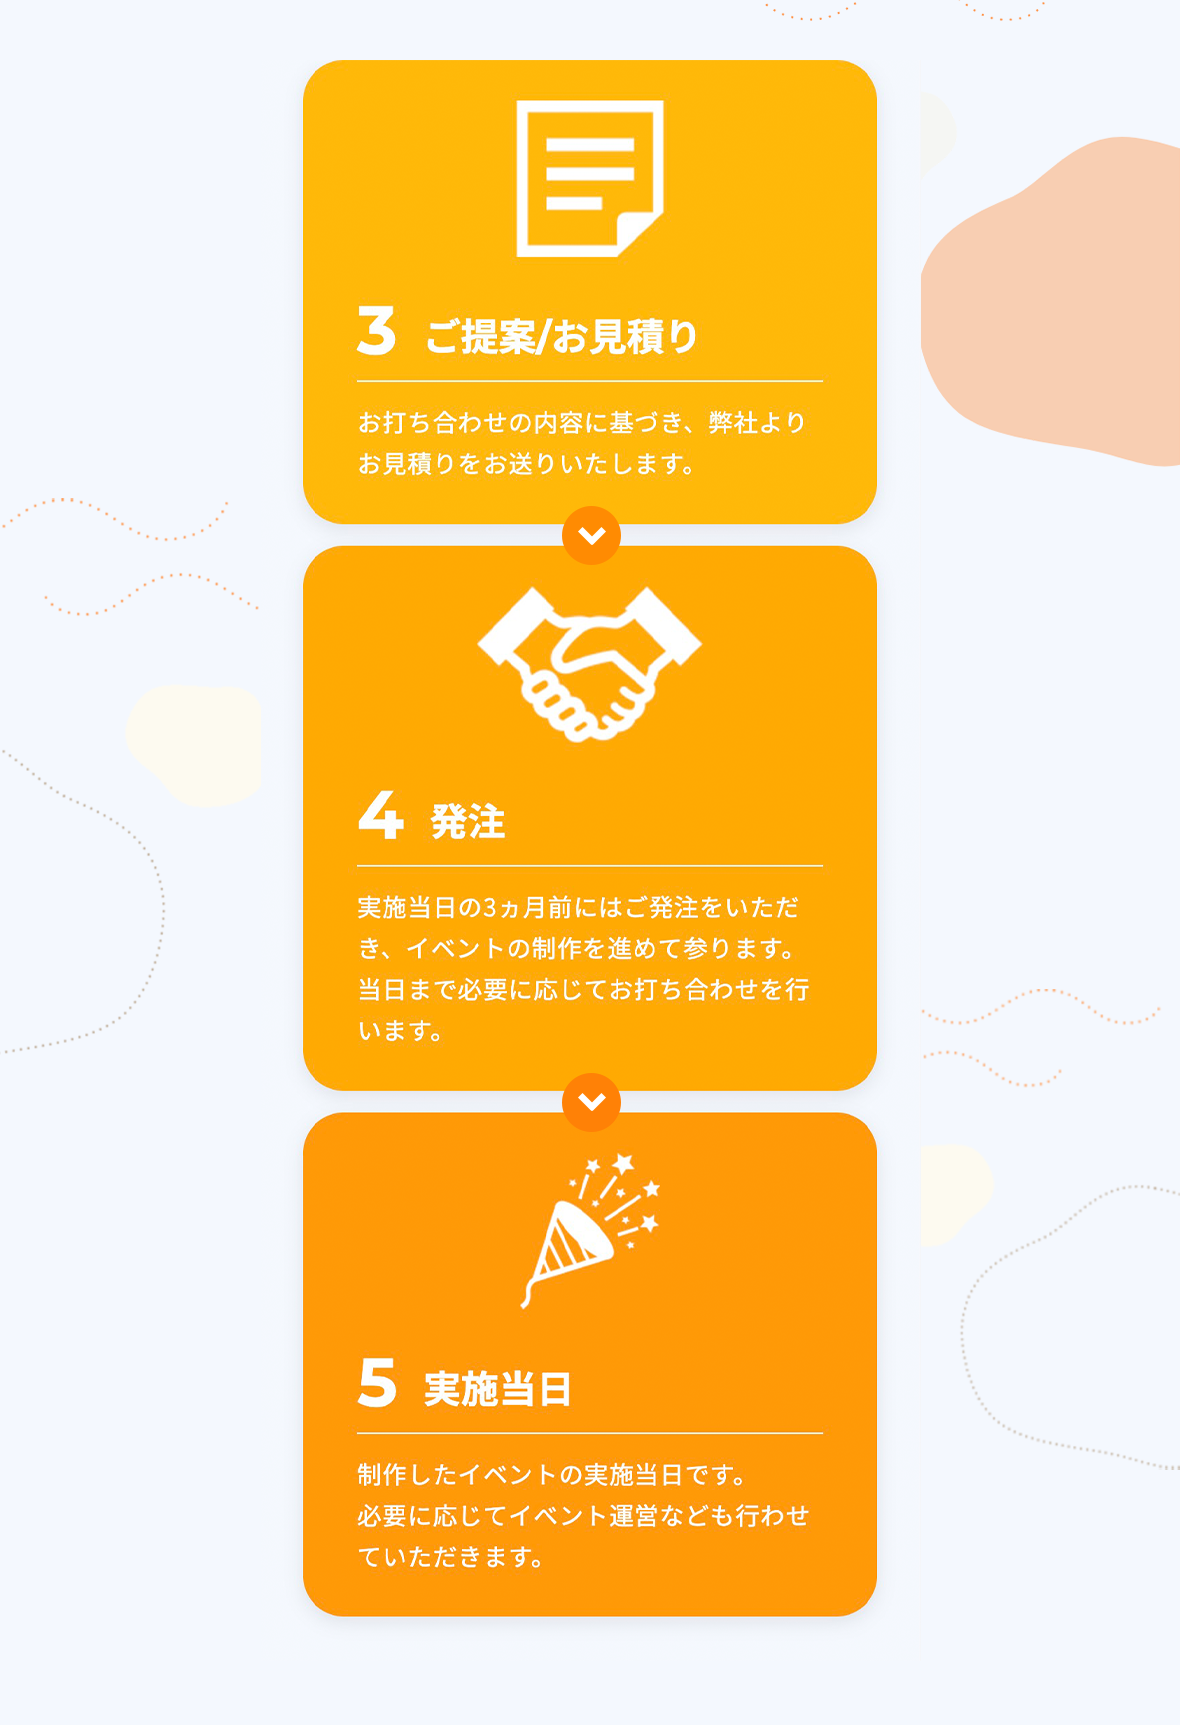 3 ご提案/お見積り
お打ち合わせの内容に基づき、弊社より
お見積りをお送りいたします。
4 発注
実施当日の3ヵ月前にはご発注をいただ
き、イベントの制作を進めて参ります。
当日まで必要に応じてお打ち合わせを行
います。
5 実施当日
制作したイベントの実施当日です。
必要に応じてイベント運営なども行わせ
ていただきます。